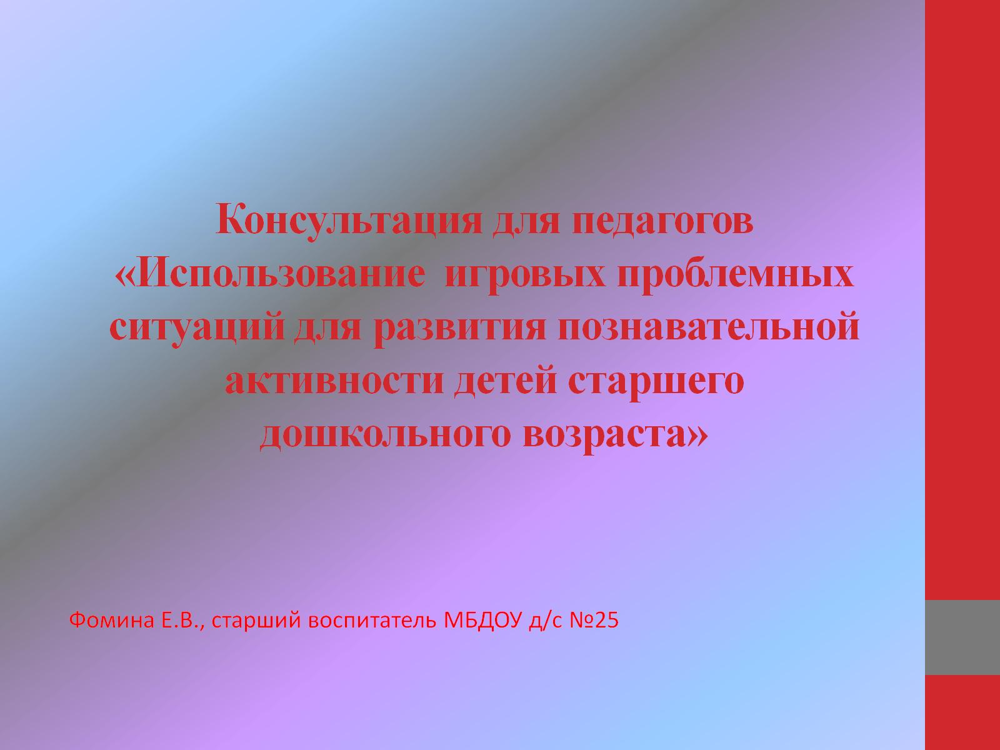 Консультация для педагогов
«Использование игровых проблемных
ситуаций для развития познавательной
активности детей старшего
дошкольного возраста»
Фомина Е.В., старший воспитатель МБДОУ д/с №25